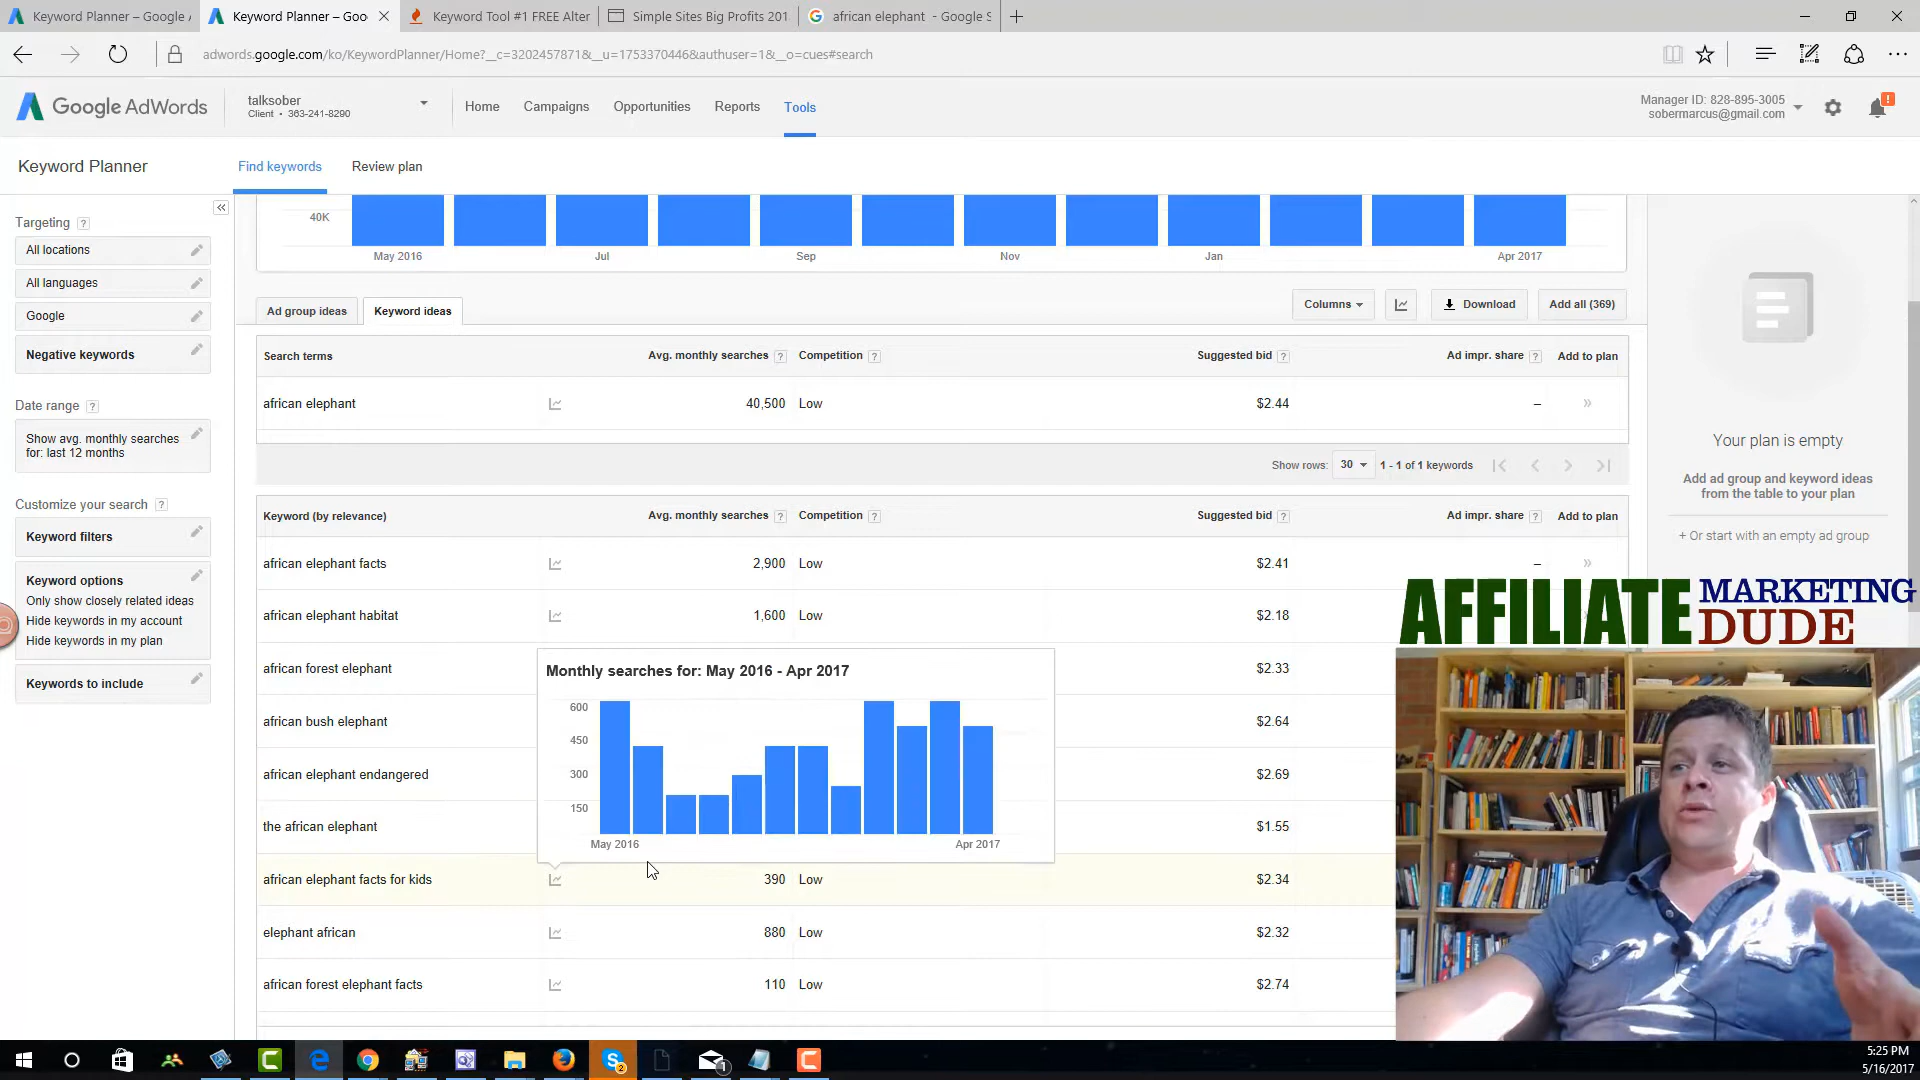 Keyword Planner – Google A
Keyword Planner – Goo
Keyword Tool #1 FREE Alter
Simple Sites Big Profits 201
african elephant - Google S
adwords.google.com/ko/KeywordPlanner/Home?__c=3202457871&__u=1753370446&authuser=1&__o=cues#search
Google AdWords
talksober
Client • 363-241-8290
Home
Campaigns
Opportunities
Reports
Tools
Manager ID: 828-895-3005
sobermarcus@gmail.com
Keyword Planner
Find keywords
Review plan
Targeting ?
All locations
All languages
Google
Negative keywords
Date range ?
Show avg. monthly searches
for: last 12 months
Customize your search ?
Keyword filters
Keyword options
Only show closely related ideas
Hide keywords in my account
Hide keywords in my plan
Keywords to include
40K
May 2016 Jul Sep Nov Jan Apr 2017
Ad group ideas
Keyword ideas
Columns
Download
Add all (369)
Search terms Avg. monthly searches ? Competition ? Suggested bid ? Ad impr. share ? Add to plan
african elephant 40,500 Low $2.44 – »
Show rows: 30 1 - 1 of 1 keywords
Keyword (by relevance) Avg. monthly searches ? Competition ? Suggested bid ? Ad impr. share ? Add to plan
african elephant facts 2,900 Low $2.41 – »
african elephant habitat 1,600 Low $2.18
african forest elephant $2.33
african bush elephant $2.64
african elephant endangered $2.69
the african elephant $1.55
african elephant facts for kids 390 Low $2.34
elephant african 880 Low $2.32
african forest elephant facts 110 Low $2.74
Monthly searches for: May 2016 - Apr 2017
600
450
300
150
May 2016 Apr 2017
Your plan is empty
Add ad group and keyword ideas
from the table to your plan
+ Or start with an empty ad group
AFFILIATE MARKETING
DUDE
5:25 PM
5/16/2017